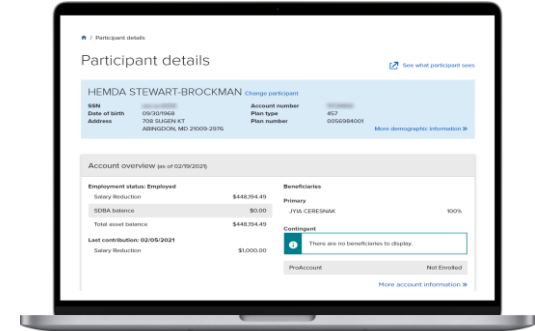 / Participant details
Participant details
See what participant sees
HEMDA STEWART-BROCKMAN Change participant
SSN
Date of birth 09/30/1968
Address 708 SUGEN KT
ABINGDON, MD 21009-2976
Account number
Plan type 457
Plan number 0056984001
More demographic information »
Account overview (as of 02/19/2021)
Employment status: Employed
Salary Reduction $448,194.49
SDBA balance $0.00
Total asset balance $448,194.49
Last contribution: 02/05/2021
Salary Reduction $1,000.00
Beneficiaries
Primary
JYIA CERESNAK 100%
Contingent
There are no beneficiaries to display.
ProAccount Not Enrolled
More account information »